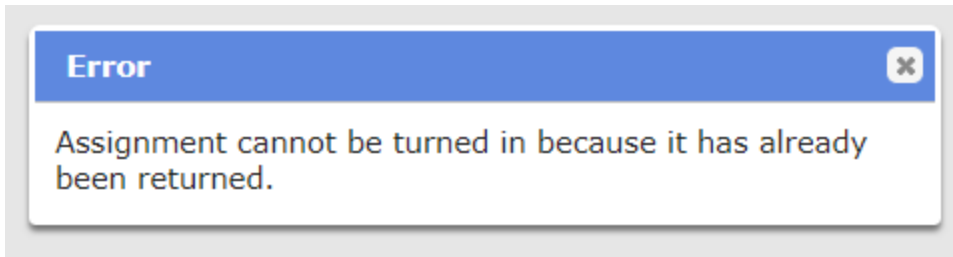 Error
Assignment cannot be turned in because it has already
been returned.